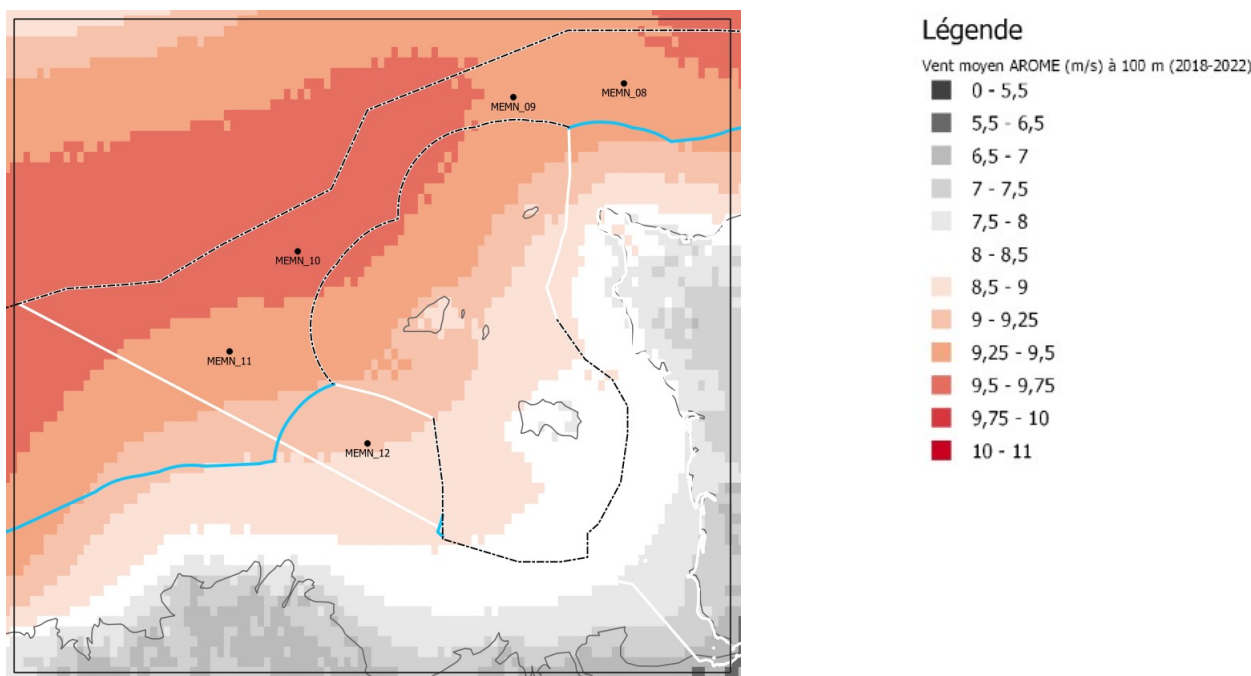 MEMN_08
MEMN_09
MEMN_10
MEMN_11
MEMN_12
Légende
Vent moyen AROME (m/s) à 100 m (2018-2022)
0 - 5,5
5,5 - 6,5
6,5 - 7
7 - 7,5
7,5 - 8
8 - 8,5
8,5 - 9
9 - 9,25
9,25 - 9,5
9,5 - 9,75
9,75 - 10
10 - 11